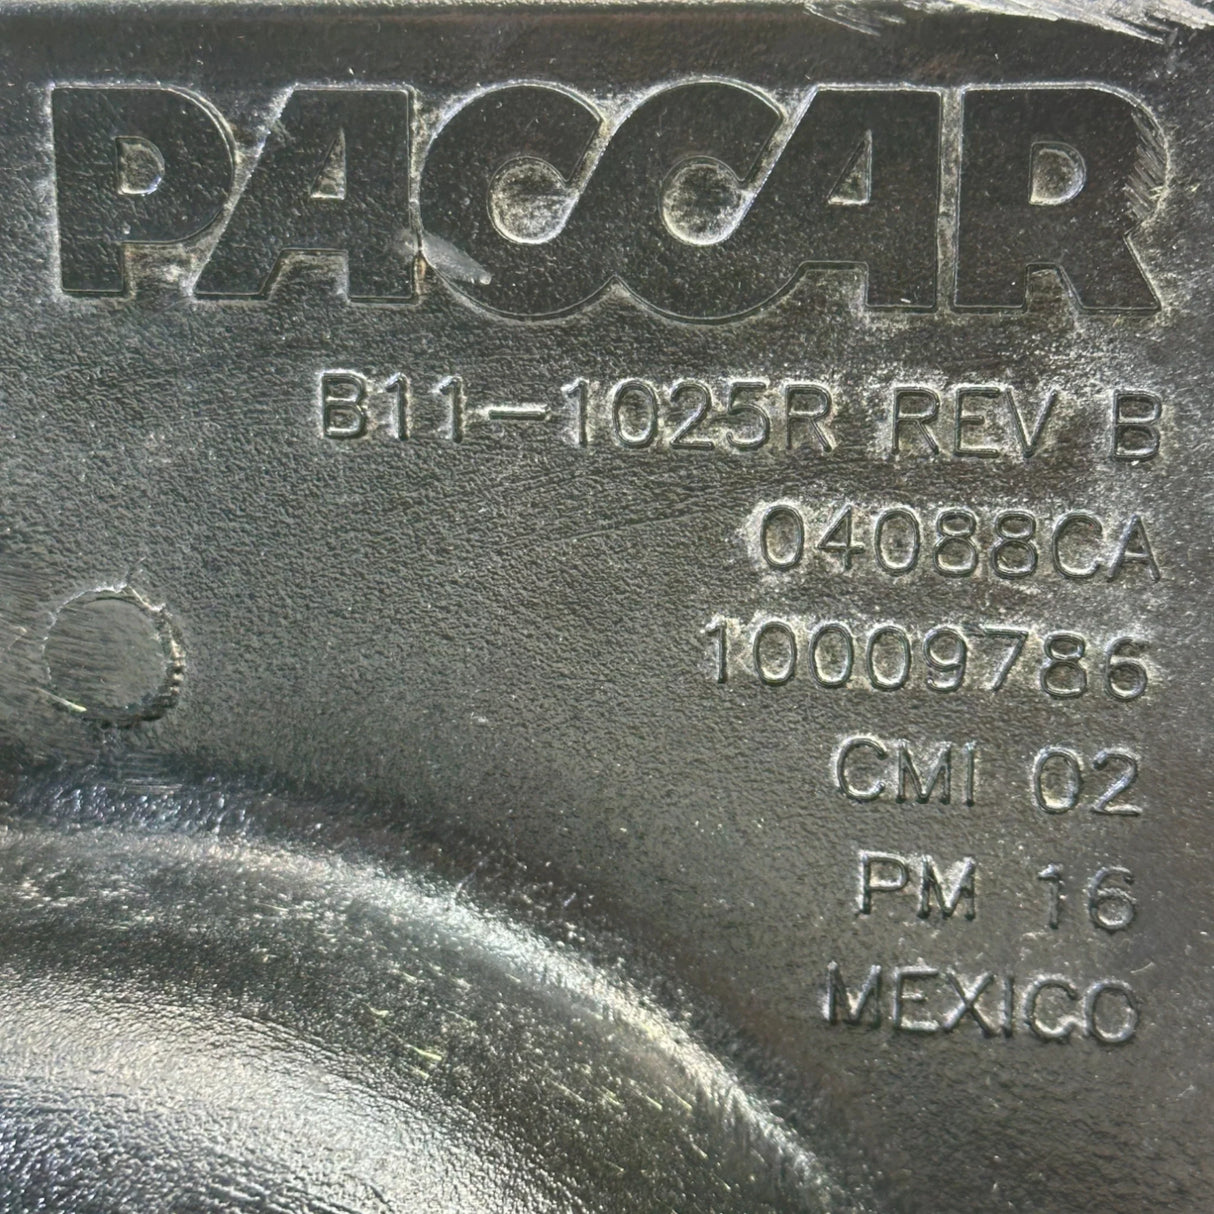 PACCAR
B11-1025R REV B
04088CA
10009786
CMI 02
PM 16
MEXICO